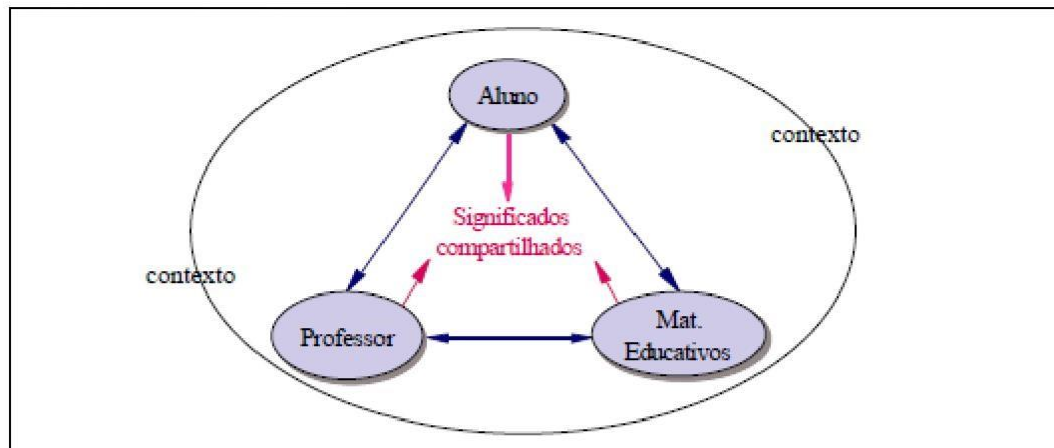 Aluno
contexto
Significados
compartilhados
contexto
Professor
Mat.
Educativos